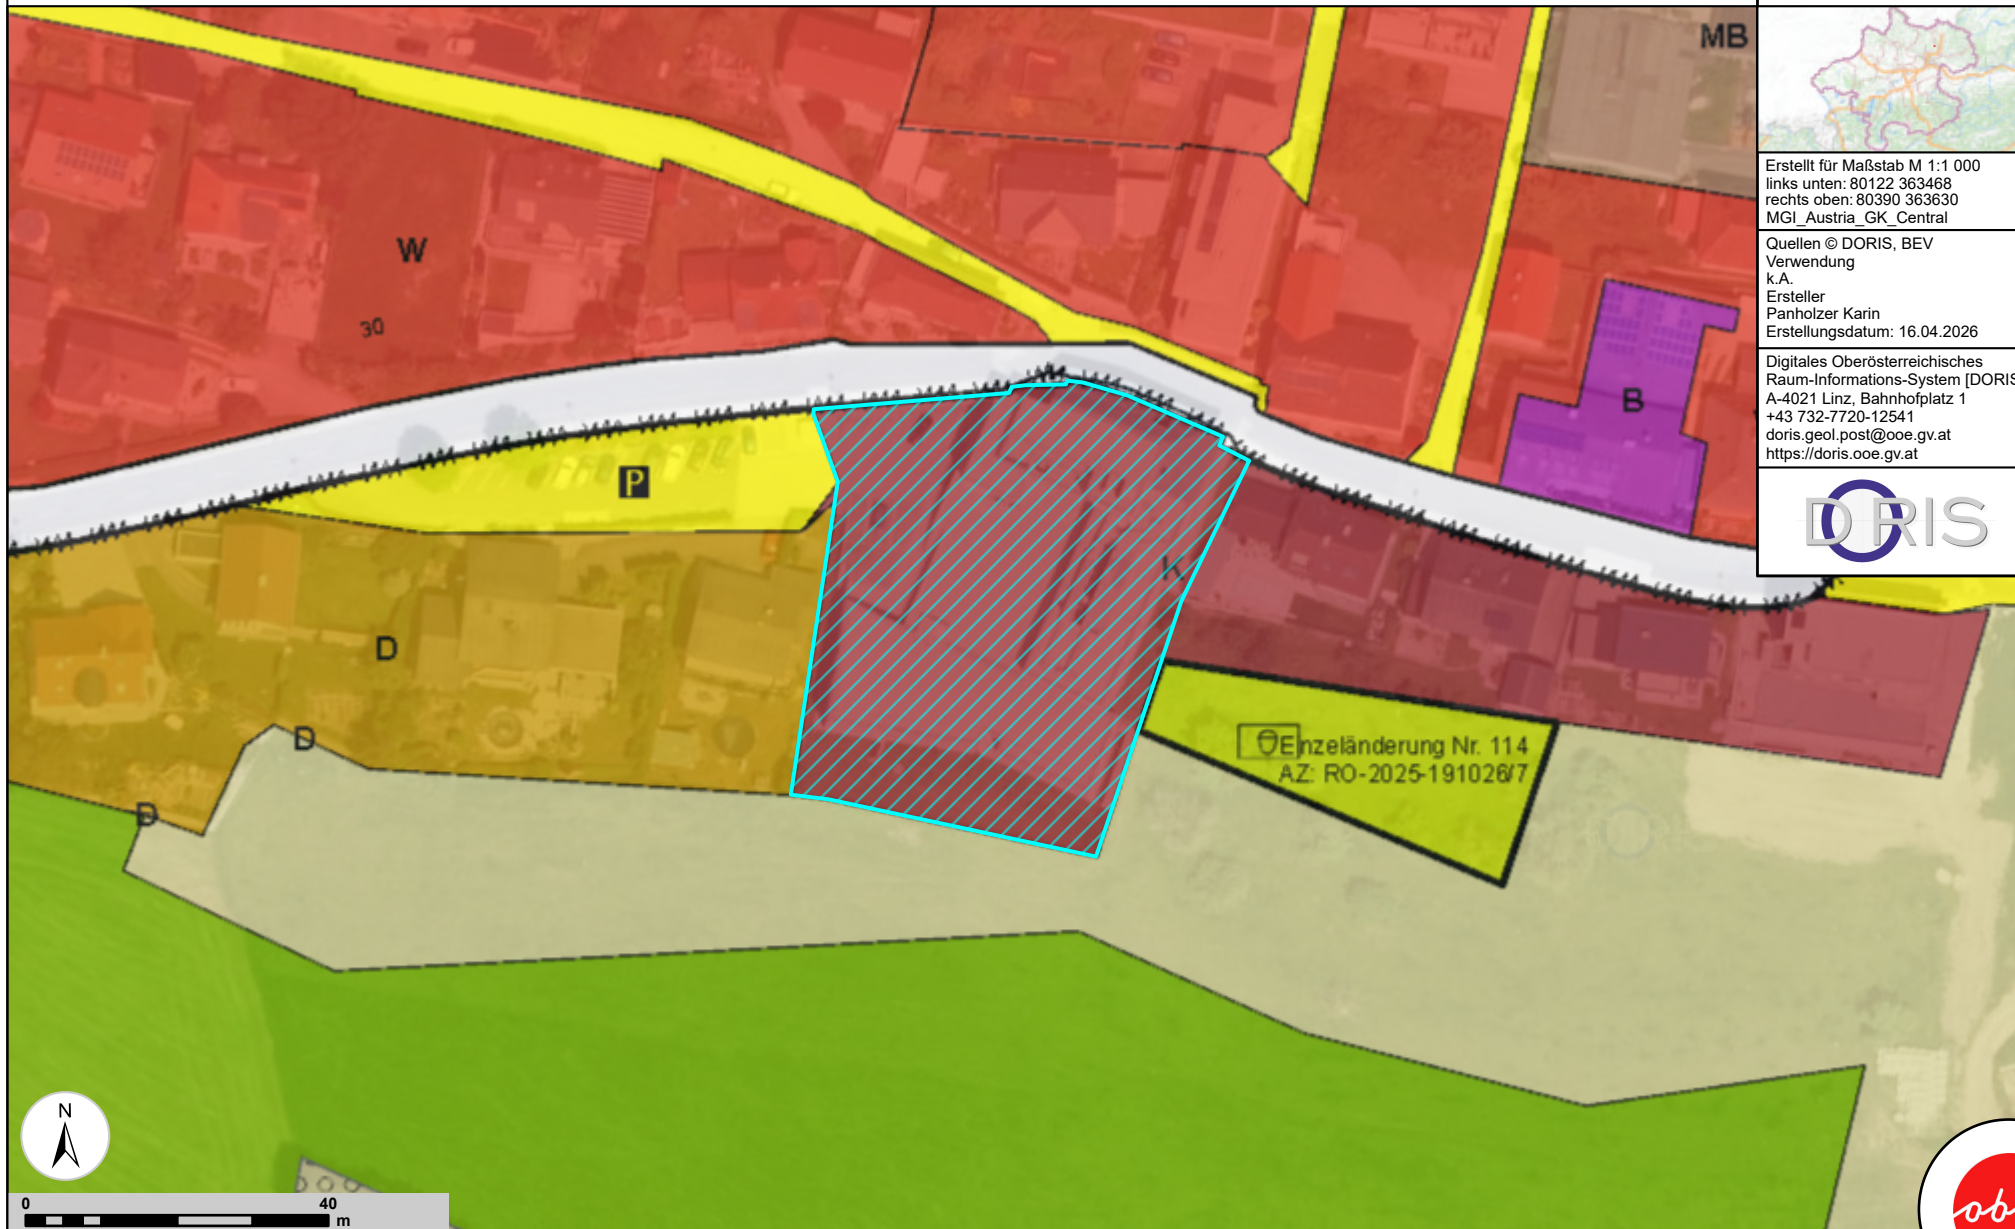 MB
W
30
P
B
K
D
D
D
Einzeländerung Nr. 114
AZ: RO-2025-191026/7
N
0 40
m
Erstellt für Maßstab M 1:1 000
links unten: 80122 363468
rechts oben: 80390 363630
MGI_Austria_GK_Central
Quellen © DORIS, BEV
Verwendung
k.A.
Ersteller
Panholzer Karin
Erstellungsdatum: 16.04.2026
Digitales Oberösterreichisches
Raum-Informations-System [DORIS
A-4021 Linz, Bahnhofplatz 1
+43 732-7720-12541
doris.geol.post@ooe.gv.at
https://doris.ooe.gv.at
DORIS
ob